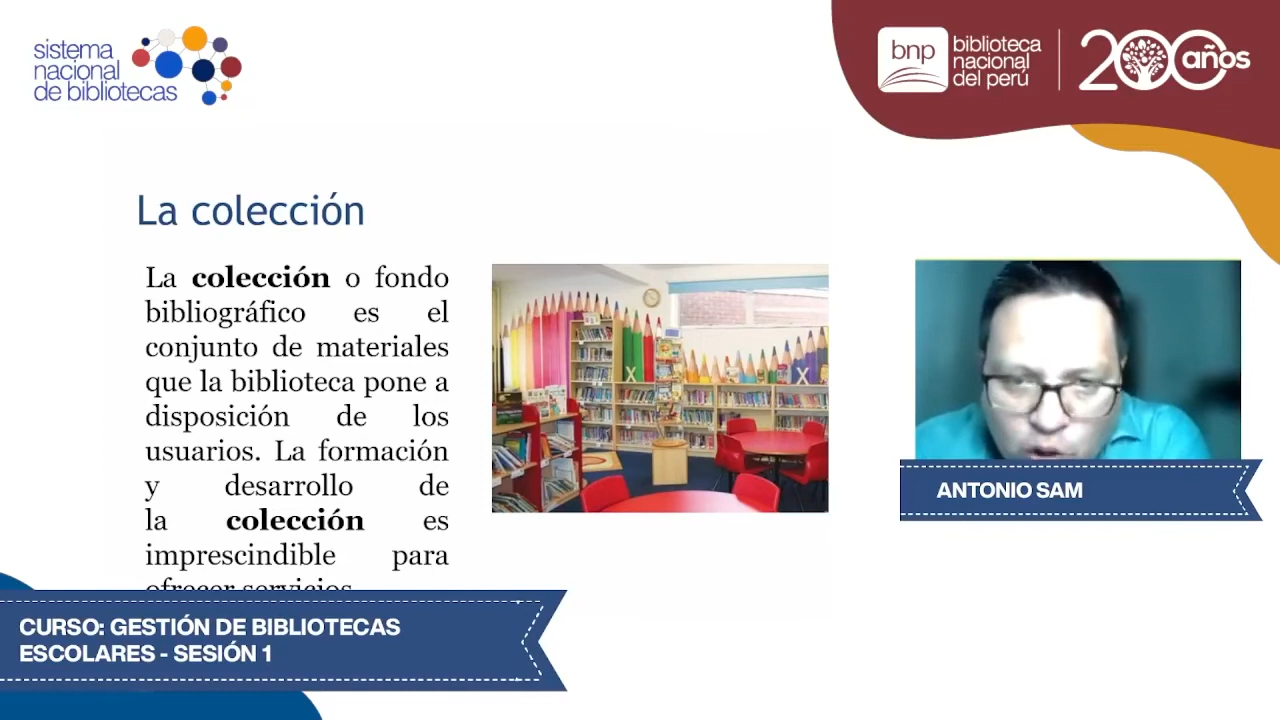 sistema
nacional
de bibliotecas
bnp
biblioteca
nacional
del perú
200 años
La colección
La colección o fondo
bibliográfico es el
conjunto de materiales
que la biblioteca pone a
disposición de los
usuarios. La formación
y desarrollo de
la colección es
imprescindible para
ofrecer servicios
X
X
ANTONIO SAM
CURSO: GESTIÓN DE BIBLIOTECAS
ESCOLARES - SESIÓN 1